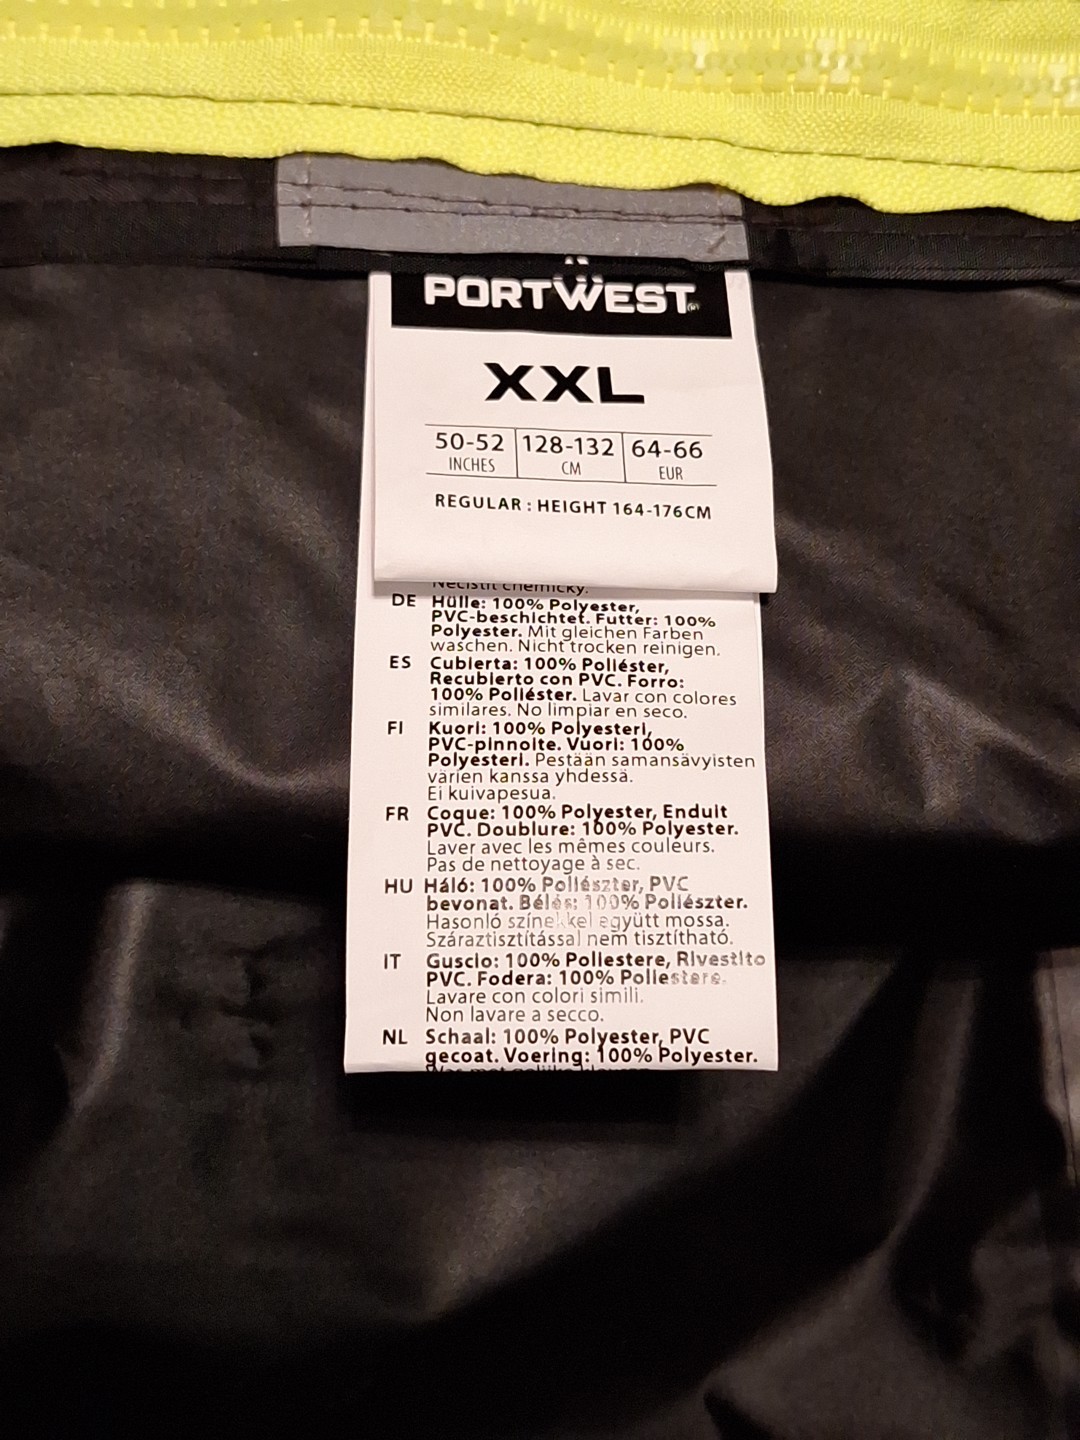 PORTWEST
XXL
50-52 128-132 64-66
INCHES CM EUR
REGULAR : HEIGHT 164-176CM
Nečistit chemicky.
DE Hülle: 100% Polyester,
PVC-beschichtet. Futter: 100%
Polyester. Mit gleichen Farben
waschen. Nicht trocken reinigen.
ES Cubierta: 100% Poliéster,
Recubierto con PVC. Forro:
100% Poliéster. Lavar con colores
similares. No limpiar en seco.
FI Kuori: 100% Polyesteri,
PVC-pinnoite. Vuori: 100%
Polyesteri. Pestään samansävyisten
värien kanssa yhdessä.
Ei kuivapesua.
FR Coque: 100% Polyester, Enduit
PVC. Doublure: 100% Polyester.
Laver avec les mêmes couleurs.
Pas de nettoyage à sec.
HU Háló: 100% Poliészter, PVC
bevonat. Bélés: 100% Poliészter.
Hasonló színekkel együtt mossa.
Száraztisztítással nem tisztítható.
IT Guscio: 100% Poliestere, Rivestito
PVC. Fodera: 100% Poliestere.
Lavare con colori simili.
Non lavare a secco.
NL Schaal: 100% Polyester, PVC
gecoat. Voering: 100% Polyester.